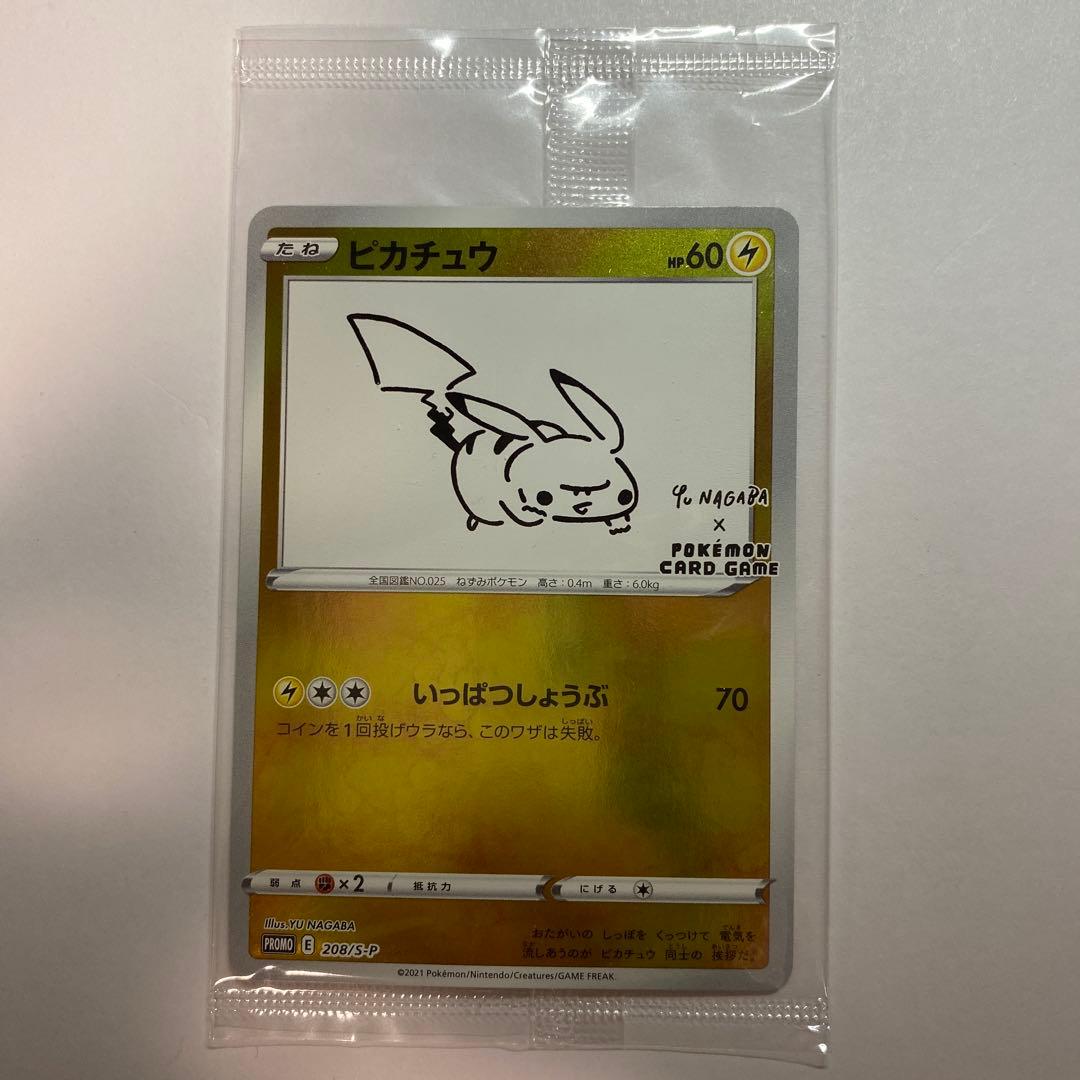 たね ピカチュウ HP 60
Yu NAGABA
×
POKÉMON
CARD GAME
全国図鑑NO.025 ねずみポケモン 高さ:0.4m 重さ:6.0kg
いっぱつしょうぶ 70
コインを1回投げウラなら、このワザは失敗。
弱点 ×2 抵抗力 にげる
Illus.YU NAGABA
PROMO E 208/S-P
おたがいの しっぽを くっつけて 電気を
流しあうのが ピカチュウ 同士の 挨拶だ。
©2021 Pokémon/Nintendo/Creatures/GAME FREAK.